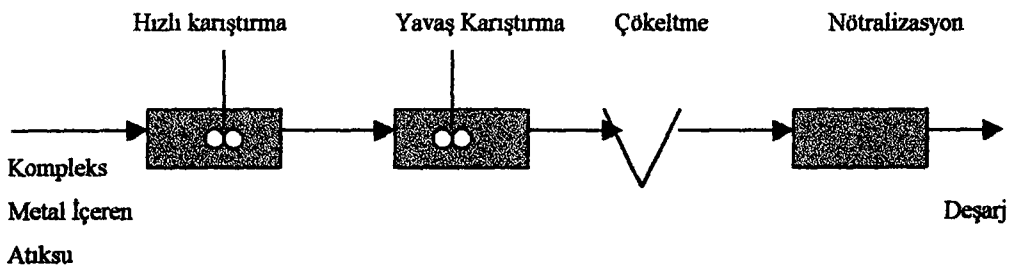 Hızlı karıştırma
Yavaş Karıştırma
Çökeltme
Nötralizasyon
Kompleks
Metal İçeren
Atıksu
Deşarj